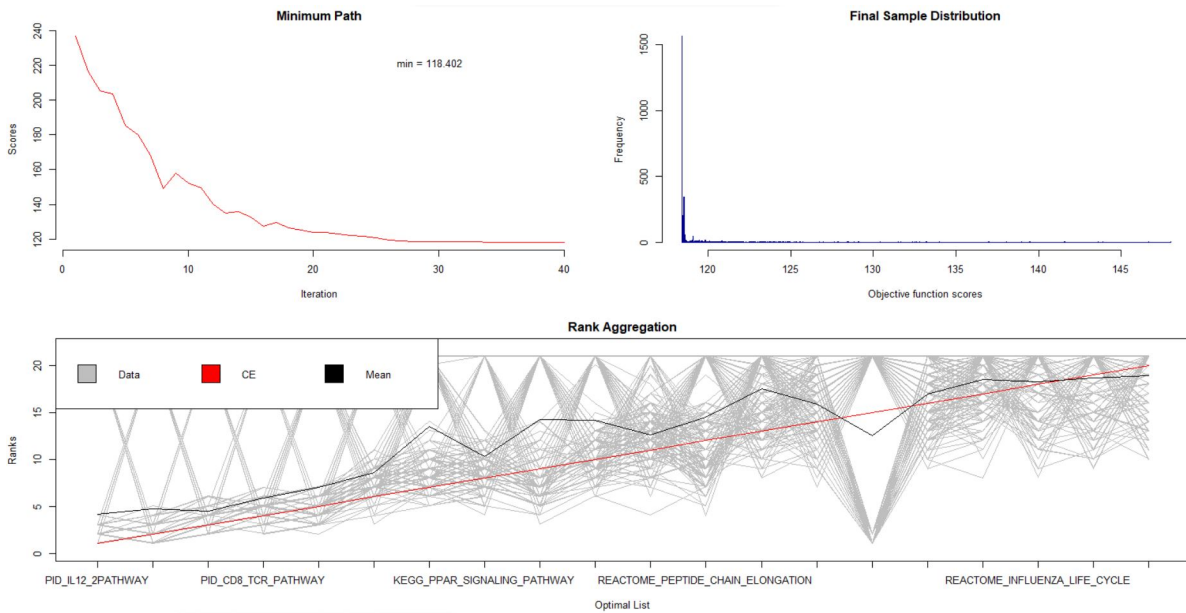 Minimum Path
min = 118.402
Scores
240
220
200
180
160
140
120
0 10 20 30 40
Iteration
Final Sample Distribution
Frequency
1500
1000
500
0
120 125 130 135 140 145
Objective function scores
Rank Aggregation
Data CE Mean
Ranks
20
15
10
5
0
PID_IL12_2PATHWAY PID_CD8_TCR_PATHWAY KEGG_PPAR_SIGNALING_PATHWAY REACTOME_PEPTIDE_CHAIN_ELONGATION REACTOME_INFLUENZA_LIFE_CYCLE
Optimal List